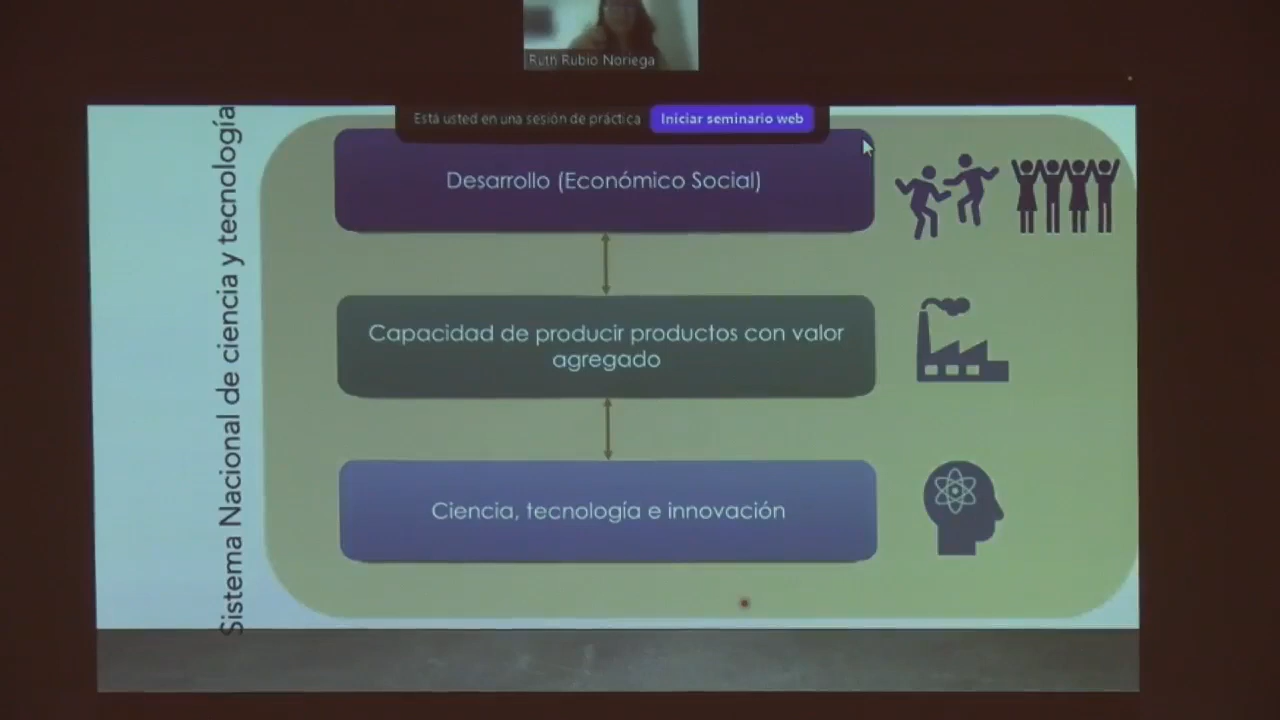 Ruth Rubio Noriega
Está usted en una sesión de práctica
Iniciar seminario web
Sistema Nacional de ciencia y tecnología
Desarrollo (Económico Social)
Capacidad de producir productos con valor
agregado
Ciencia, tecnología e innovación